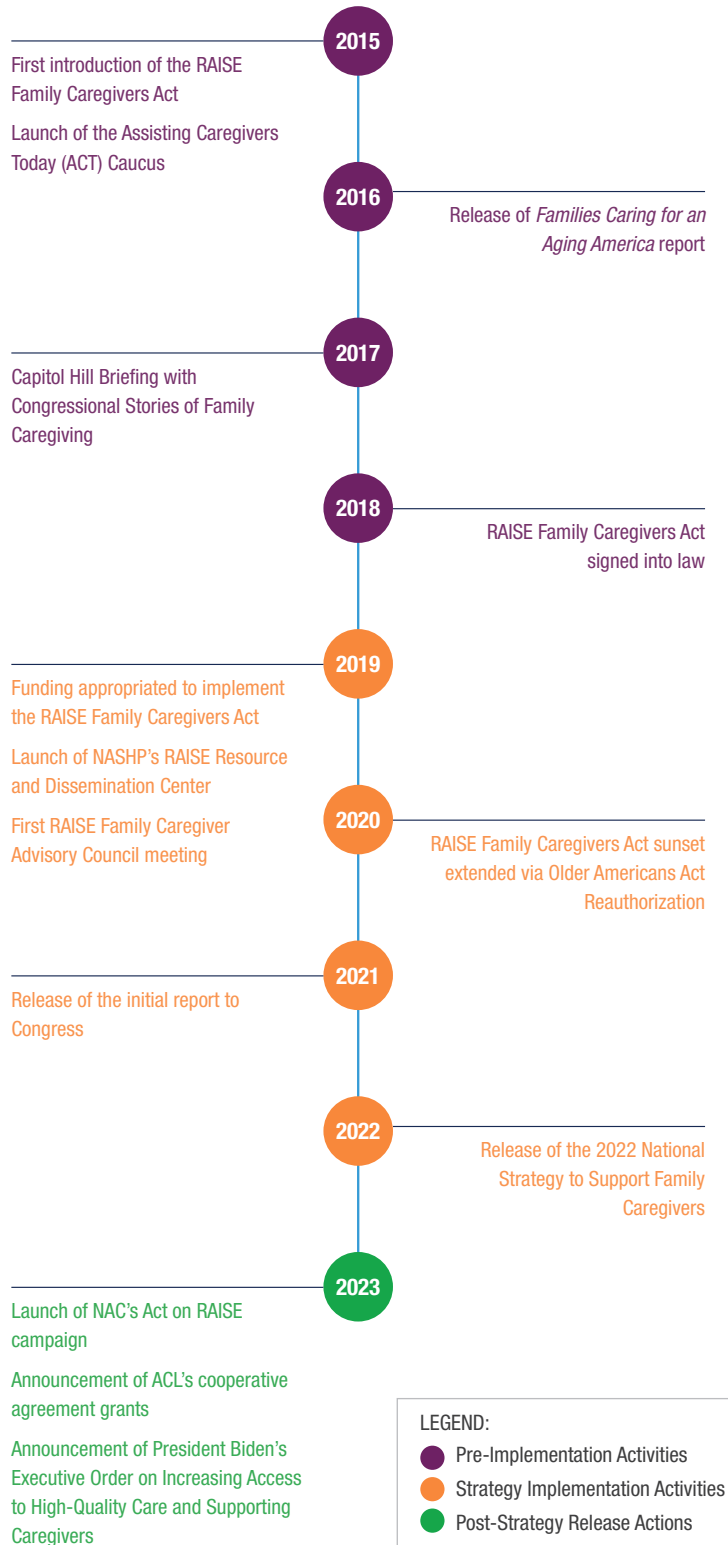 2015
First introduction of the RAISE
Family Caregivers Act
Launch of the Assisting Caregivers
Today (ACT) Caucus
2016
Release of Families Caring for an
Aging America report
2017
Capitol Hill Briefing with
Congressional Stories of Family
Caregiving
2018
RAISE Family Caregivers Act
signed into law
2019
Funding appropriated to implement
the RAISE Family Caregivers Act
Launch of NASHP's RAISE Resource
and Dissemination Center
First RAISE Family Caregiver
Advisory Council meeting
2020
RAISE Family Caregivers Act sunset
extended via Older Americans Act
Reauthorization
2021
Release of the initial report to
Congress
2022
Release of the 2022 National
Strategy to Support Family
Caregivers
2023
Launch of NAC's Act on RAISE
campaign
Announcement of ACL's cooperative
agreement grants
Announcement of President Biden's
Executive Order on Increasing Access
to High-Quality Care and Supporting
Caregivers
LEGEND:
Pre-Implementation Activities
Strategy Implementation Activities
Post-Strategy Release Actions